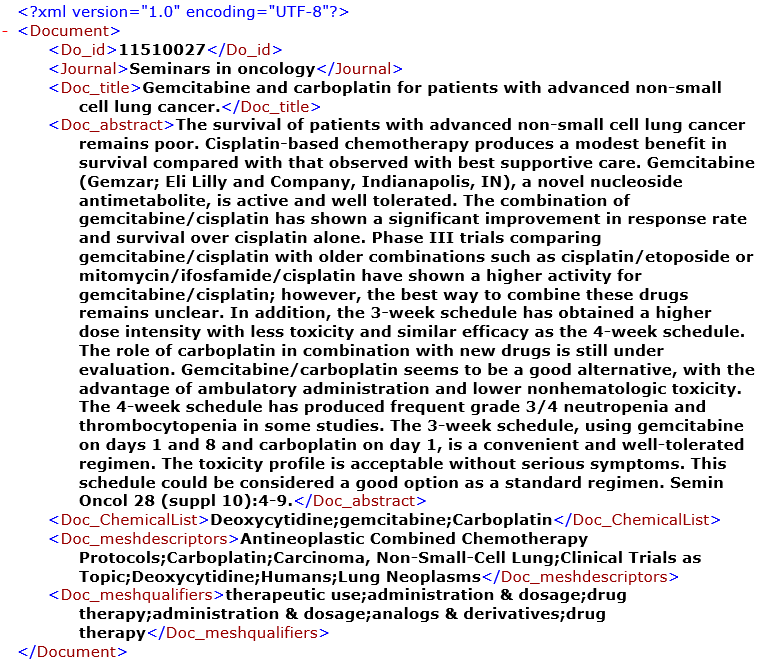 <?xml version="1.0" encoding="UTF-8"?>
- <Document>
<Do_id>11510027</Do_id>
<Journal>Seminars in oncology</Journal>
<Doc_title>Gemcitabine and carboplatin for patients with advanced non-small
cell lung cancer.</Doc_title>
<Doc_abstract>The survival of patients with advanced non-small cell lung cancer
remains poor. Cisplatin-based chemotherapy produces a modest benefit in
survival compared with that observed with best supportive care. Gemcitabine
(Gemzar; Eli Lilly and Company, Indianapolis, IN), a novel nucleoside
antimetabolite, is active and well tolerated. The combination of
gemcitabine/cisplatin has shown a significant improvement in response rate
and survival over cisplatin alone. Phase III trials comparing
gemcitabine/cisplatin with older combinations such as cisplatin/etoposide or
mitomycin/ifosfamide/cisplatin have shown a higher activity for
gemcitabine/cisplatin; however, the best way to combine these drugs
remains unclear. In addition, the 3-week schedule has obtained a higher
dose intensity with less toxicity and similar efficacy as the 4-week schedule.
The role of carboplatin in combination with new drugs is still under
evaluation. Gemcitabine/carboplatin seems to be a good alternative, with the
advantage of ambulatory administration and lower nonhematologic toxicity.
The 4-week schedule has produced frequent grade 3/4 neutropenia and
thrombocytopenia in some studies. The 3-week schedule, using gemcitabine
on days 1 and 8 and carboplatin on day 1, is a convenient and well-tolerated
regimen. The toxicity profile is acceptable without serious symptoms. This
schedule could be considered a good option as a standard regimen. Semin
Oncol 28 (suppl 10):4-9.</Doc_abstract>
<Doc_ChemicalList>Deoxycytidine;gemcitabine;Carboplatin</Doc_ChemicalList>
<Doc_meshdescriptors>Antineoplastic Combined Chemotherapy
Protocols;Carboplatin;Carcinoma, Non-Small-Cell Lung;Clinical Trials as
Topic;Deoxycytidine;Humans;Lung Neoplasms</Doc_meshdescriptors>
<Doc_meshqualifiers>therapeutic use;administration & dosage;drug
therapy;administration & dosage;analogs & derivatives;drug
therapy</Doc_meshqualifiers>
</Document>